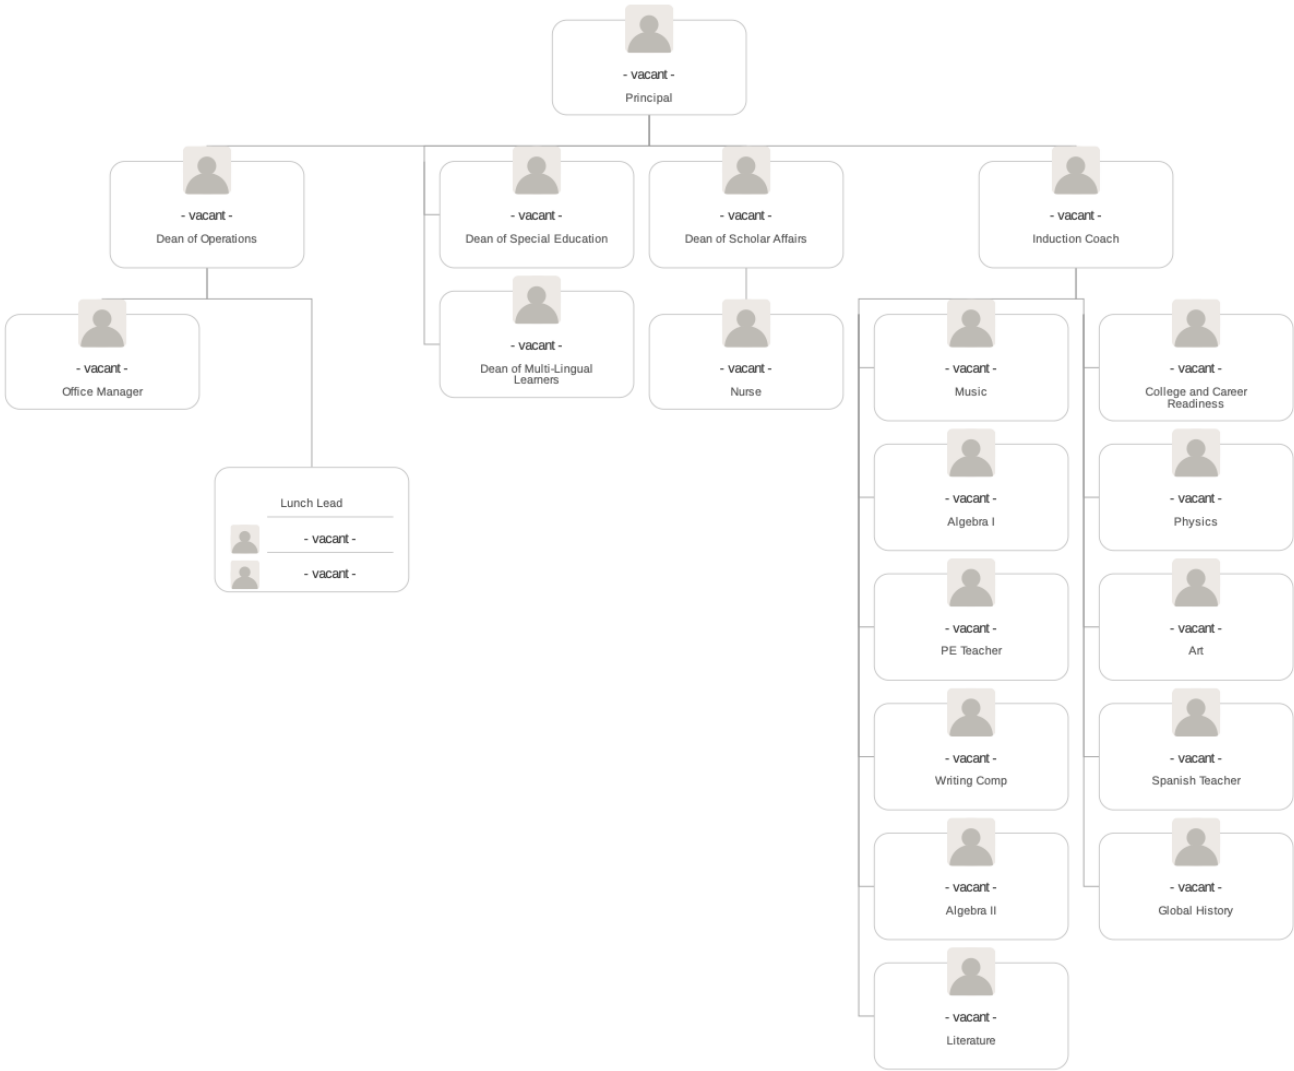 - vacant -
Principal
- vacant -
Dean of Operations
- vacant -
Dean of Special Education
- vacant -
Dean of Scholar Affairs
- vacant -
Induction Coach
- vacant -
Office Manager
- vacant -
Dean of Multi-Lingual
Learners
- vacant -
Nurse
- vacant -
Music
- vacant -
College and Career
Readiness
Lunch Lead
- vacant -
- vacant -
- vacant -
Algebra I
- vacant -
Physics
- vacant -
PE Teacher
- vacant -
Art
- vacant -
Writing Comp
- vacant -
Spanish Teacher
- vacant -
Algebra II
- vacant -
Global History
- vacant -
Literature